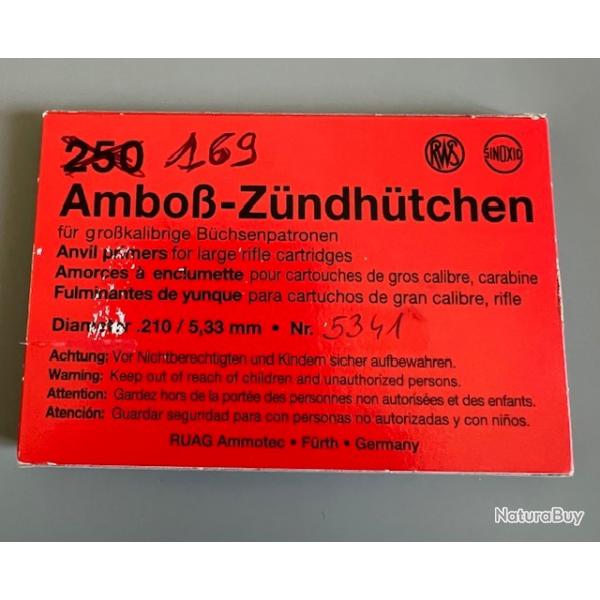 250 169 RWS SINOXID
Amboß-Zündhütchen
für großkalibrige Büchsenpatronen
Anvil primers for large rifle cartridges
Amorces à enclumette pour cartouches de gros calibre, carabine
Fulminantes de yunque para cartuchos de gran calibre, rifle
Diameter .210 / 5,33 mm • Nr. 5341
Achtung: Vor Nichtberechtigten und Kindern sicher aufbewahren.
Warning: Keep out of reach of children and unauthorized persons.
Attention: Gardez hors de la portée des personnes non autorisées et des enfants.
Atención: Guardar seguridad para con personas no autorizadas y con niños.
RUAG Ammotec • Fürth • Germany
NaturaBuy